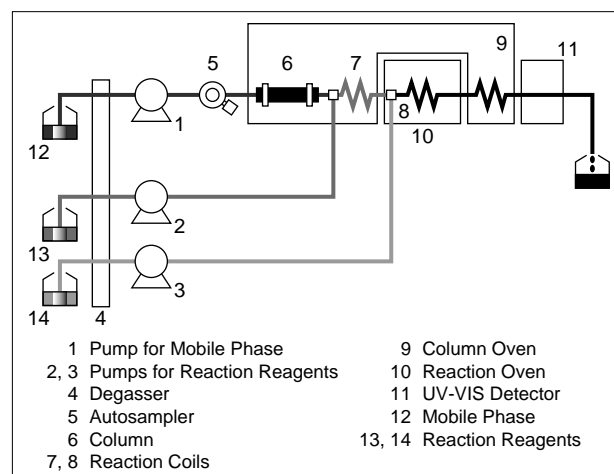 5
6
7
9
11
1
8
10
12
2
13
3
14
4
1 Pump for Mobile Phase
2, 3 Pumps for Reaction Reagents
4 Degasser
5 Autosampler
6 Column
7, 8 Reaction Coils
9 Column Oven
10 Reaction Oven
11 UV-VIS Detector
12 Mobile Phase
13, 14 Reaction Reagents